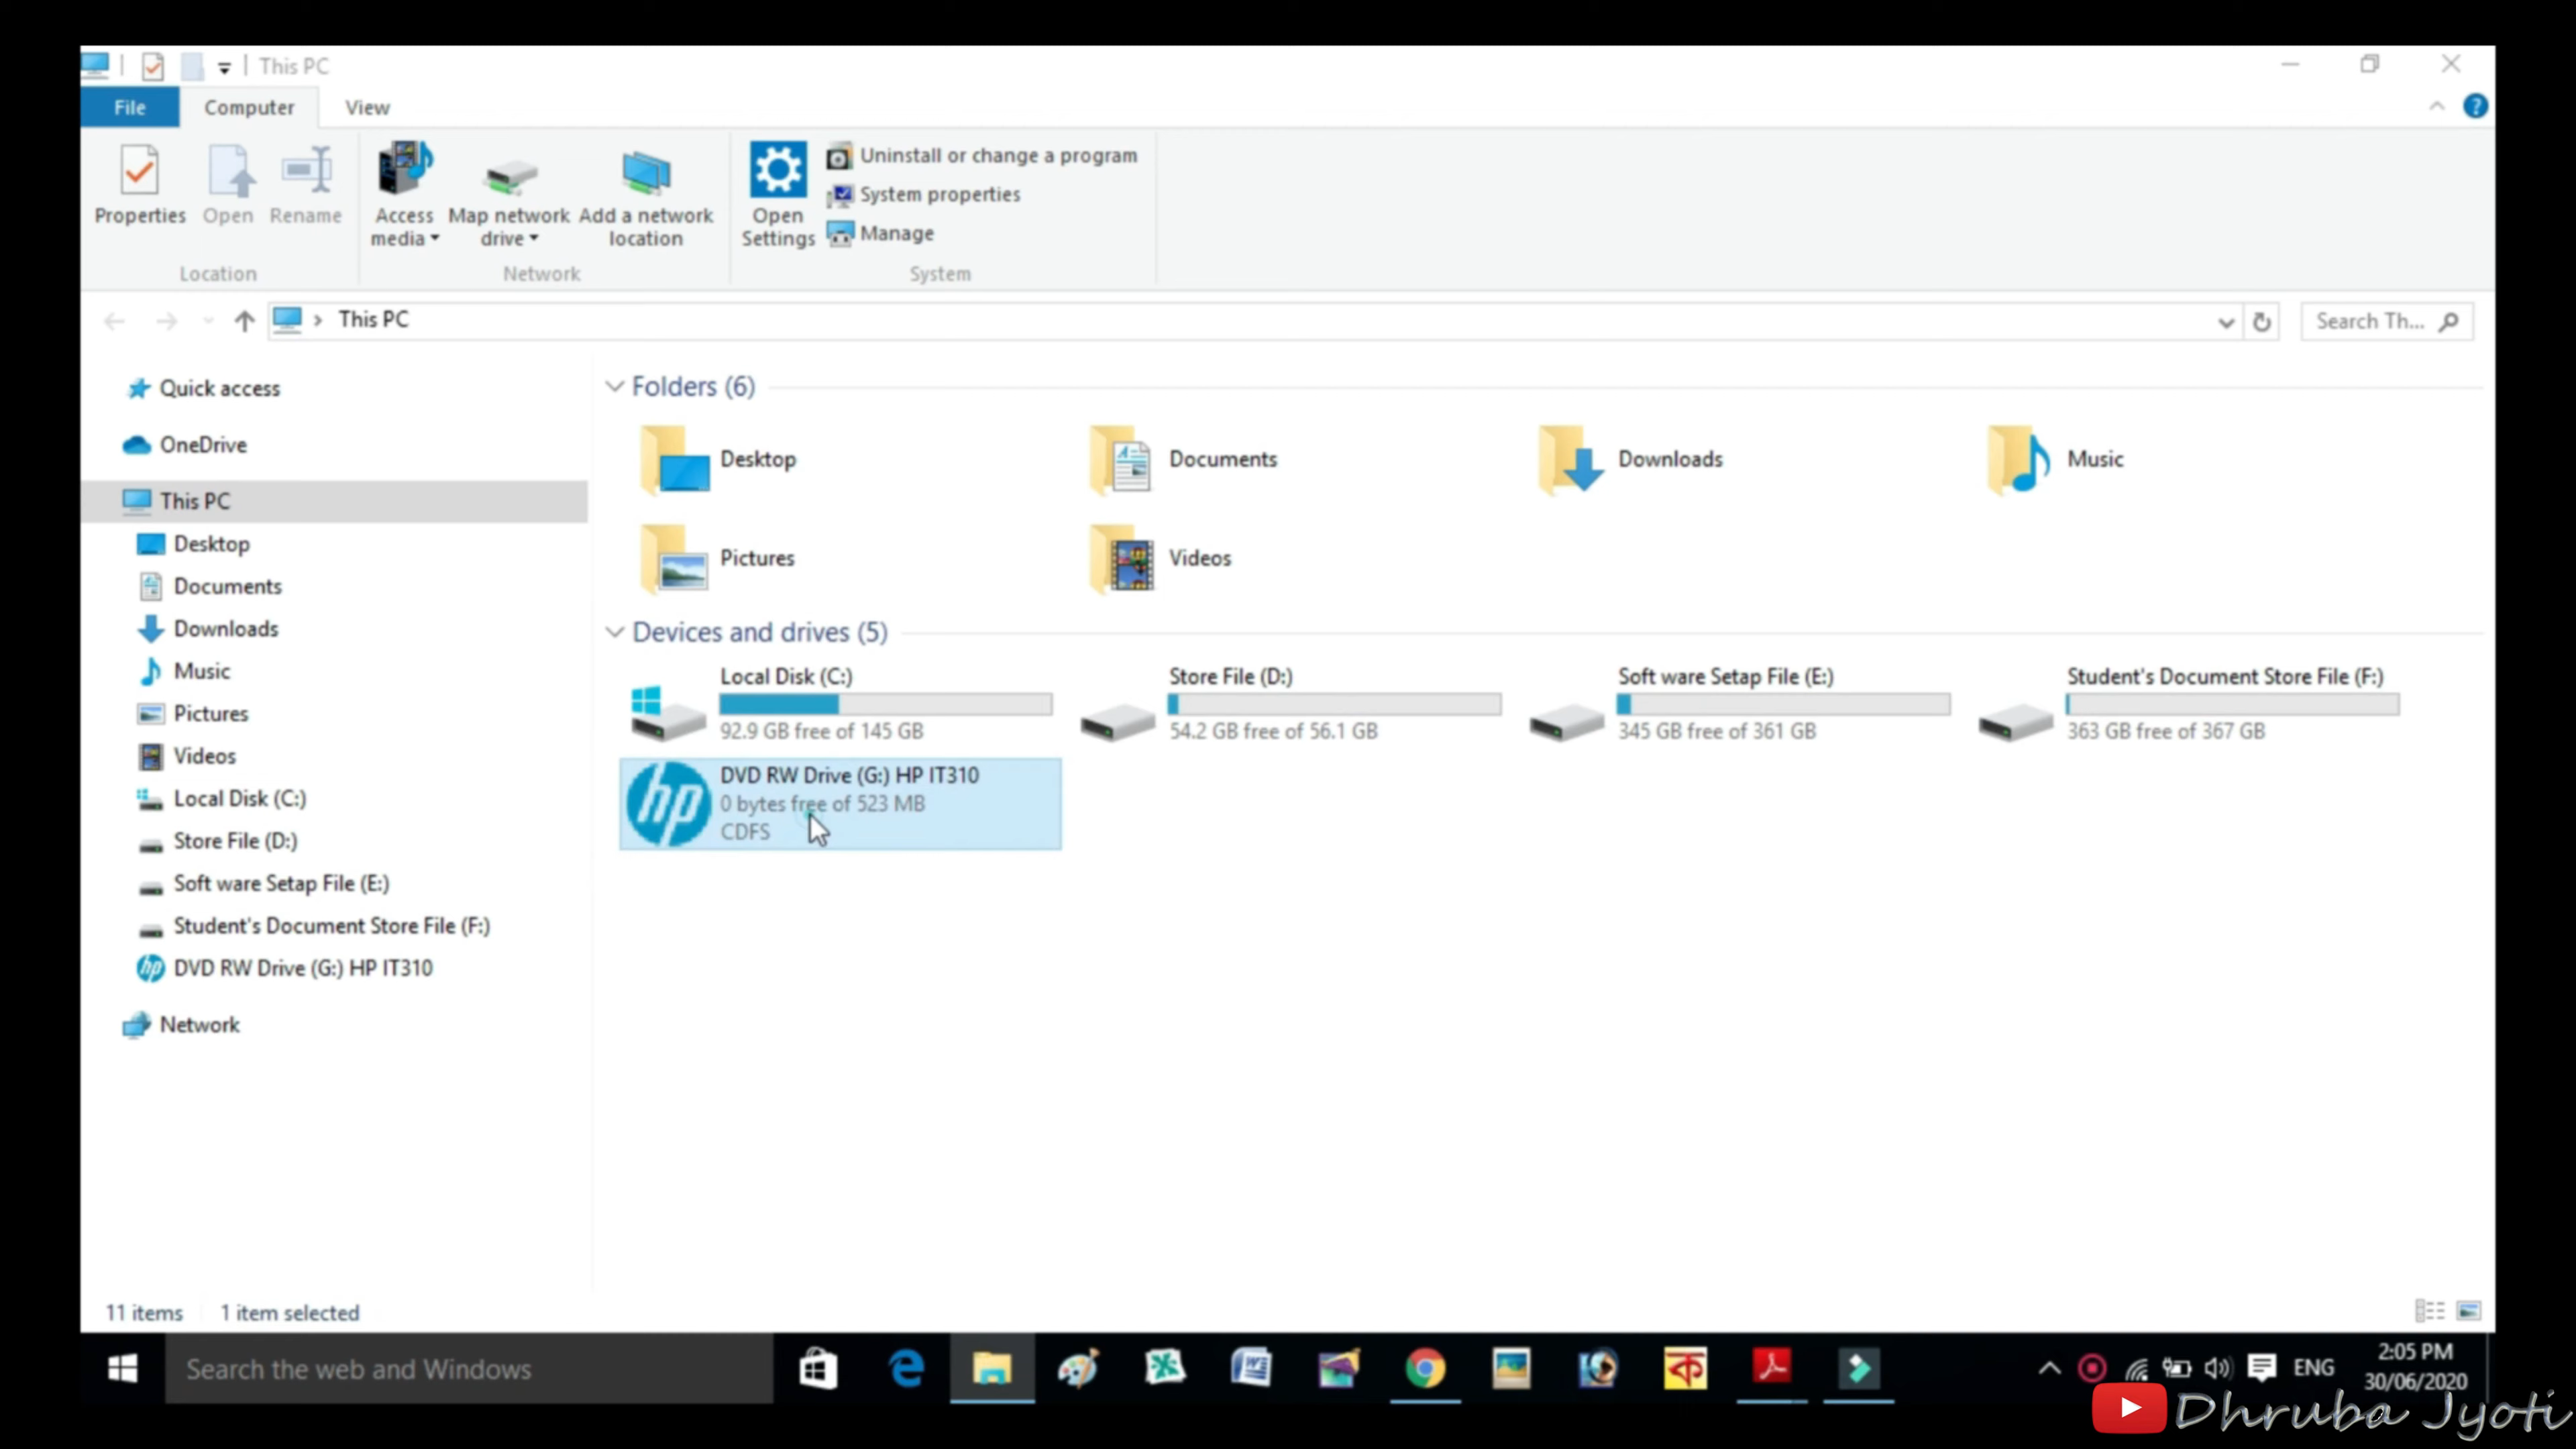 This PC
File Computer View
Properties Open Rename
Access media Map network drive Add a network location
Open Settings
Uninstall or change a program
System properties
Manage
Location Network System
This PC
Search Th...
Quick access
OneDrive
This PC
Desktop
Documents
Downloads
Music
Pictures
Videos
Local Disk (C:)
Store File (D:)
Soft ware Setap File (E:)
Student's Document Store File (F:)
DVD RW Drive (G:) HP IT310
Network
Folders (6)
Desktop Documents Downloads Music
Pictures Videos
Devices and drives (5)
Local Disk (C:)
92.9 GB free of 145 GB
Store File (D:)
54.2 GB free of 56.1 GB
Soft ware Setap File (E:)
345 GB free of 361 GB
Student's Document Store File (F:)
363 GB free of 367 GB
hp
DVD RW Drive (G:) HP IT310
0 bytes free of 523 MB
CDFS
11 items 1 item selected
Search the web and Windows
ENG
2:05 PM
30/06/2020
Dhruba Jyoti